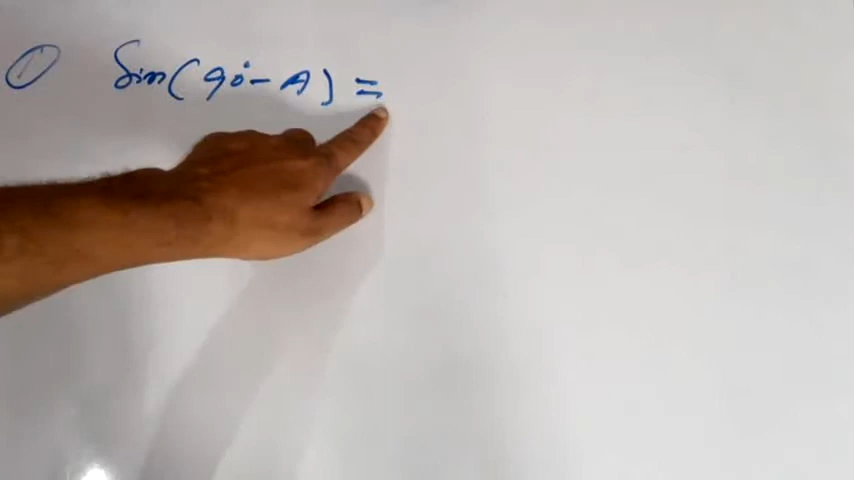 ① Sin(90°- A) =